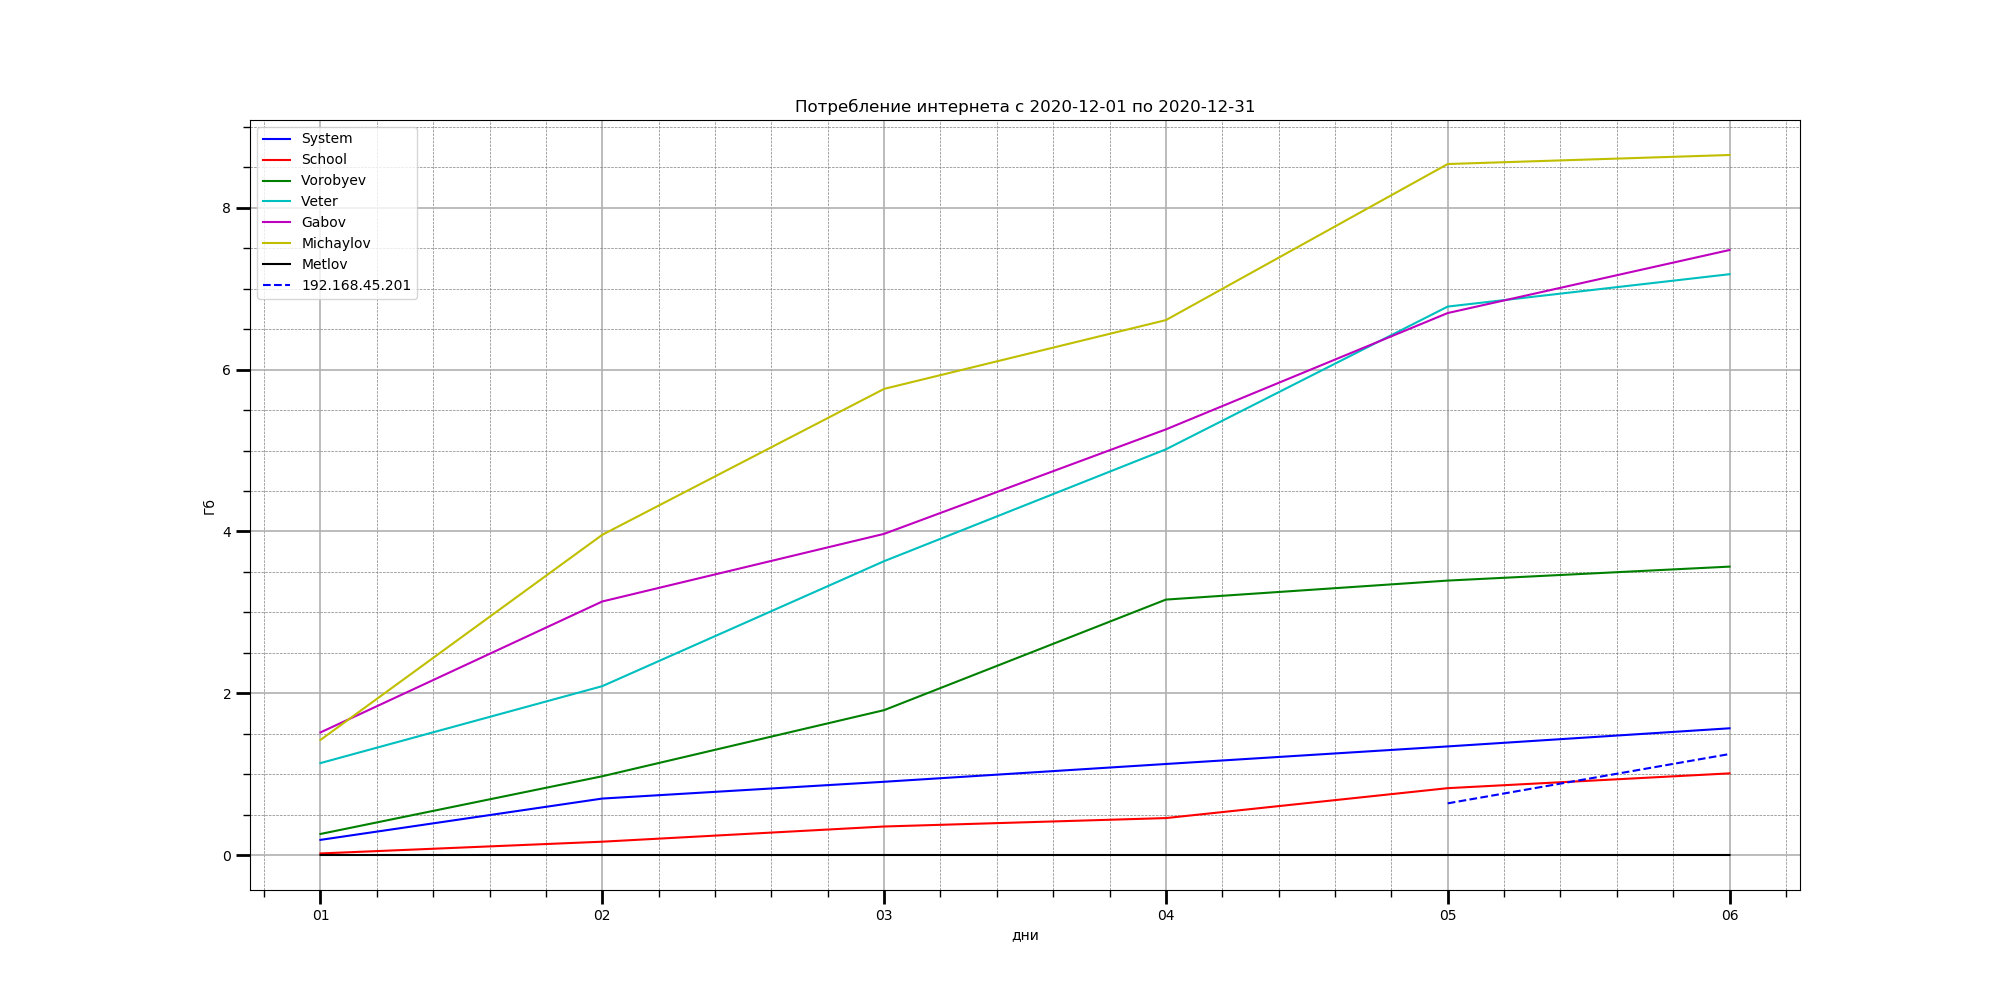 Потребление интернета с 2020-12-01 по 2020-12-31
System
School
Vorobyev
Veter
Gabov
Michaylov
Metlov
192.168.45.201
8
6
4
2
0
Гб
01 02 03 04 05 06
дни